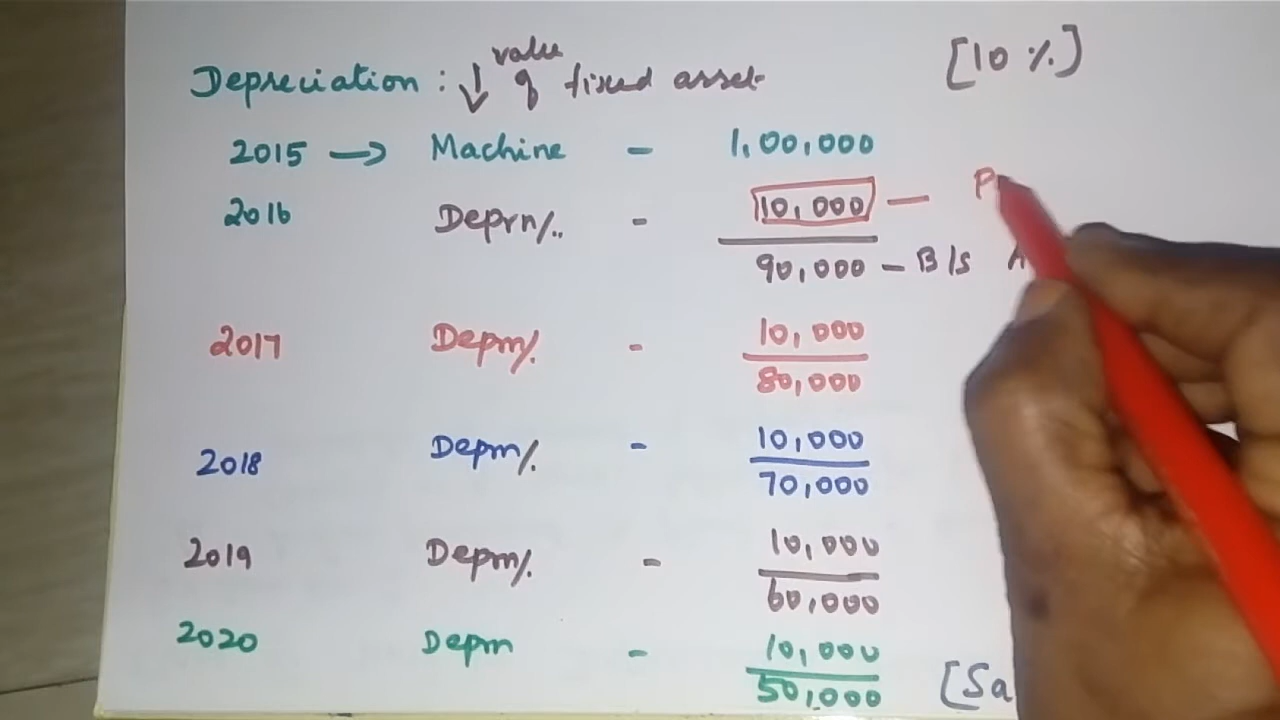 Depreciation : ↓ value of fixed asset [10 %]
2015 → Machine - 1,00,000
2016 Deprn/.. - 10,000 — P
90,000 - B/S A
2017 Deprn/. - 10,000
80,000
2018 Deprn/. - 10,000
70,000
2019 Deprn/. - 10,000
60,000
2020 Deprn - 10,000
50,000 [Sa